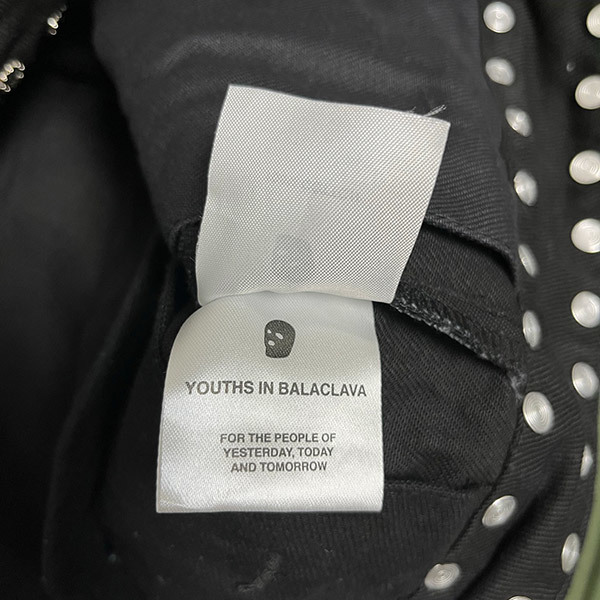 YOUTHS IN BALACLAVA
FOR THE PEOPLE OF
YESTERDAY, TODAY
AND TOMORROW